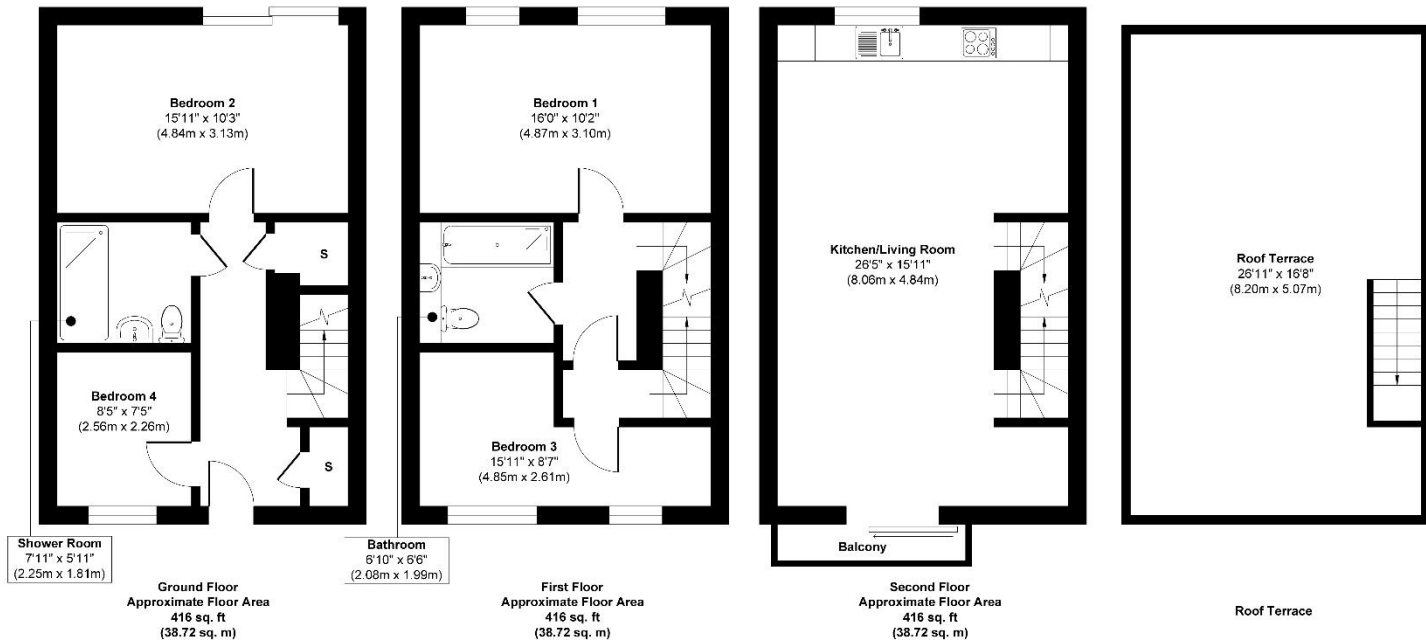 Bedroom 2
15'11" x 10'3"
(4.84m x 3.13m)
S
Bedroom 4
8'5" x 7'5"
(2.56m x 2.26m)
S
Shower Room
7'11" x 5'11"
(2.25m x 1.81m)
Ground Floor
Approximate Floor Area
416 sq. ft
(38.72 sq. m)
Bedroom 1
16'0" x 10'2"
(4.87m x 3.10m)
Bedroom 3
15'11" x 8'7"
(4.85m x 2.61m)
Bathroom
6'10" x 6'6"
(2.08m x 1.99m)
First Floor
Approximate Floor Area
416 sq. ft
(38.72 sq. m)
Kitchen/Living Room
26'5" x 15'11"
(8.06m x 4.84m)
Balcony
Second Floor
Approximate Floor Area
416 sq. ft
(38.72 sq. m)
Roof Terrace
26'11" x 16'8"
(8.20m x 5.07m)
Roof Terrace